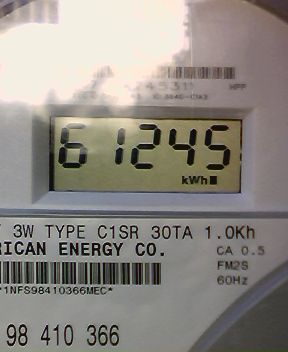 HPP
61245
kWh
3W TYPE C1SR 30TA 1.0Kh
RICAN ENERGY CO.
CA 0.5
FM2S
60Hz
*1NFS98410366MEC*
98 410 366